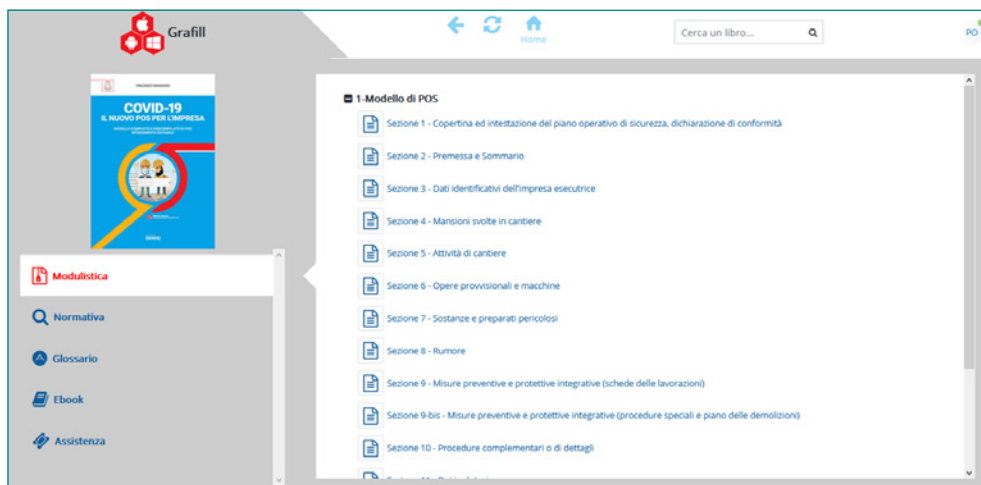 Grafill
Home
Cerca un libro...
PO
COVID-19
IL NUOVO POS PER L'IMPRESA
Modulistica
Normativa
Glossario
Ebook
Assistenza
1-Modello di POS
Sezione 1 - Copertina ed intestazione del piano operativo di sicurezza, dichiarazione di conformità
Sezione 2 - Premessa e Sommario
Sezione 3 - Dati identificativi dell'impresa esecutrice
Sezione 4 - Mansioni svolte in cantiere
Sezione 5 - Attività di cantiere
Sezione 6 - Opere provvisionali e macchine
Sezione 7 - Sostanze e preparati pericolosi
Sezione 8 - Rumore
Sezione 9 - Misure preventive e protettive integrative (schede delle lavorazioni)
Sezione 9-bis - Misure preventive e protettive integrative (procedure speciali e piano delle demolizioni)
Sezione 10 - Procedure complementari o di dettagli